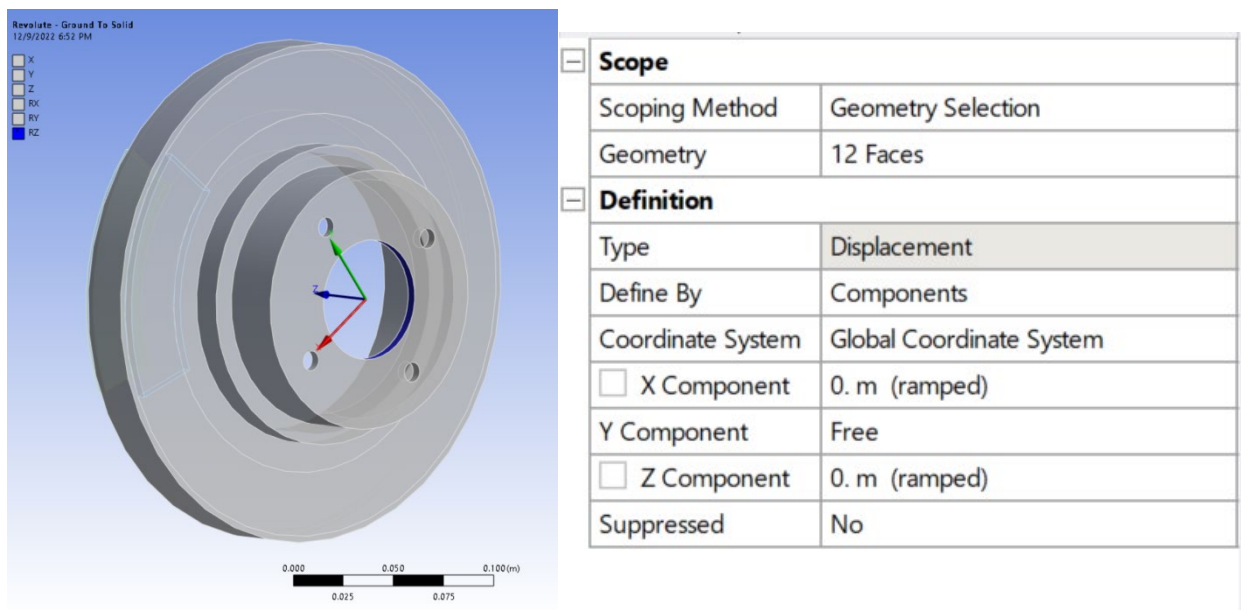 Revolute - Ground To Solid
12/9/2022 6:52 PM
X
Y
Z
RX
RY
RZ
Z
0.000 0.050 0.100 (m)
0.025 0.075
Scope
Scoping Method Geometry Selection
Geometry 12 Faces
Definition
Type Displacement
Define By Components
Coordinate System Global Coordinate System
X Component 0. m (ramped)
Y Component Free
Z Component 0. m (ramped)
Suppressed No